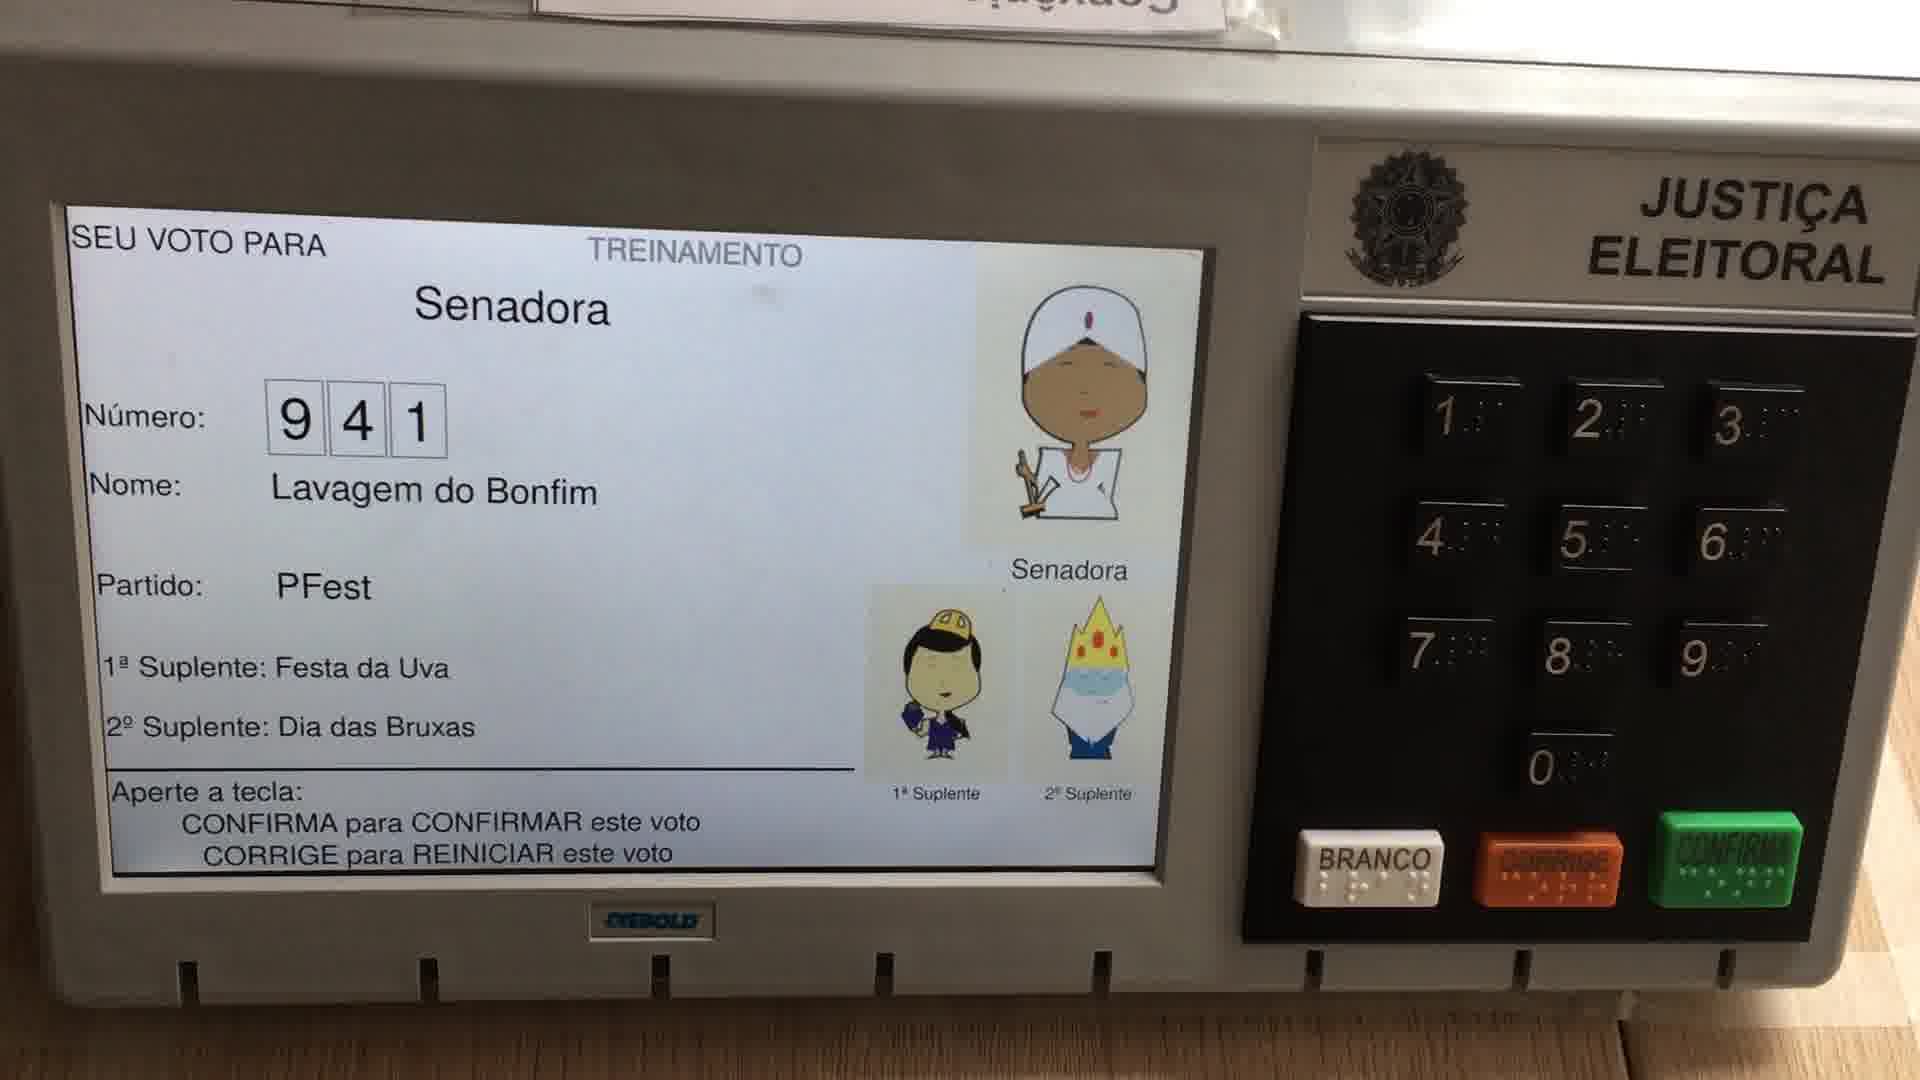 SEU VOTO PARA
TREINAMENTO
Senadora
Número: 9 4 1
Nome: Lavagem do Bonfim
Partido: PFest
1ª Suplente: Festa da Uva
2º Suplente: Dia das Bruxas
Aperte a tecla:
CONFIRMA para CONFIRMAR este voto
CORRIGE para REINICIAR este voto
Senadora
1ª Suplente
2º Suplente
DIEBOLD
JUSTIÇA
ELEITORAL
1 2 3
4 5 6
7 8 9
0
BRANCO CORRIGE CONFIRMA